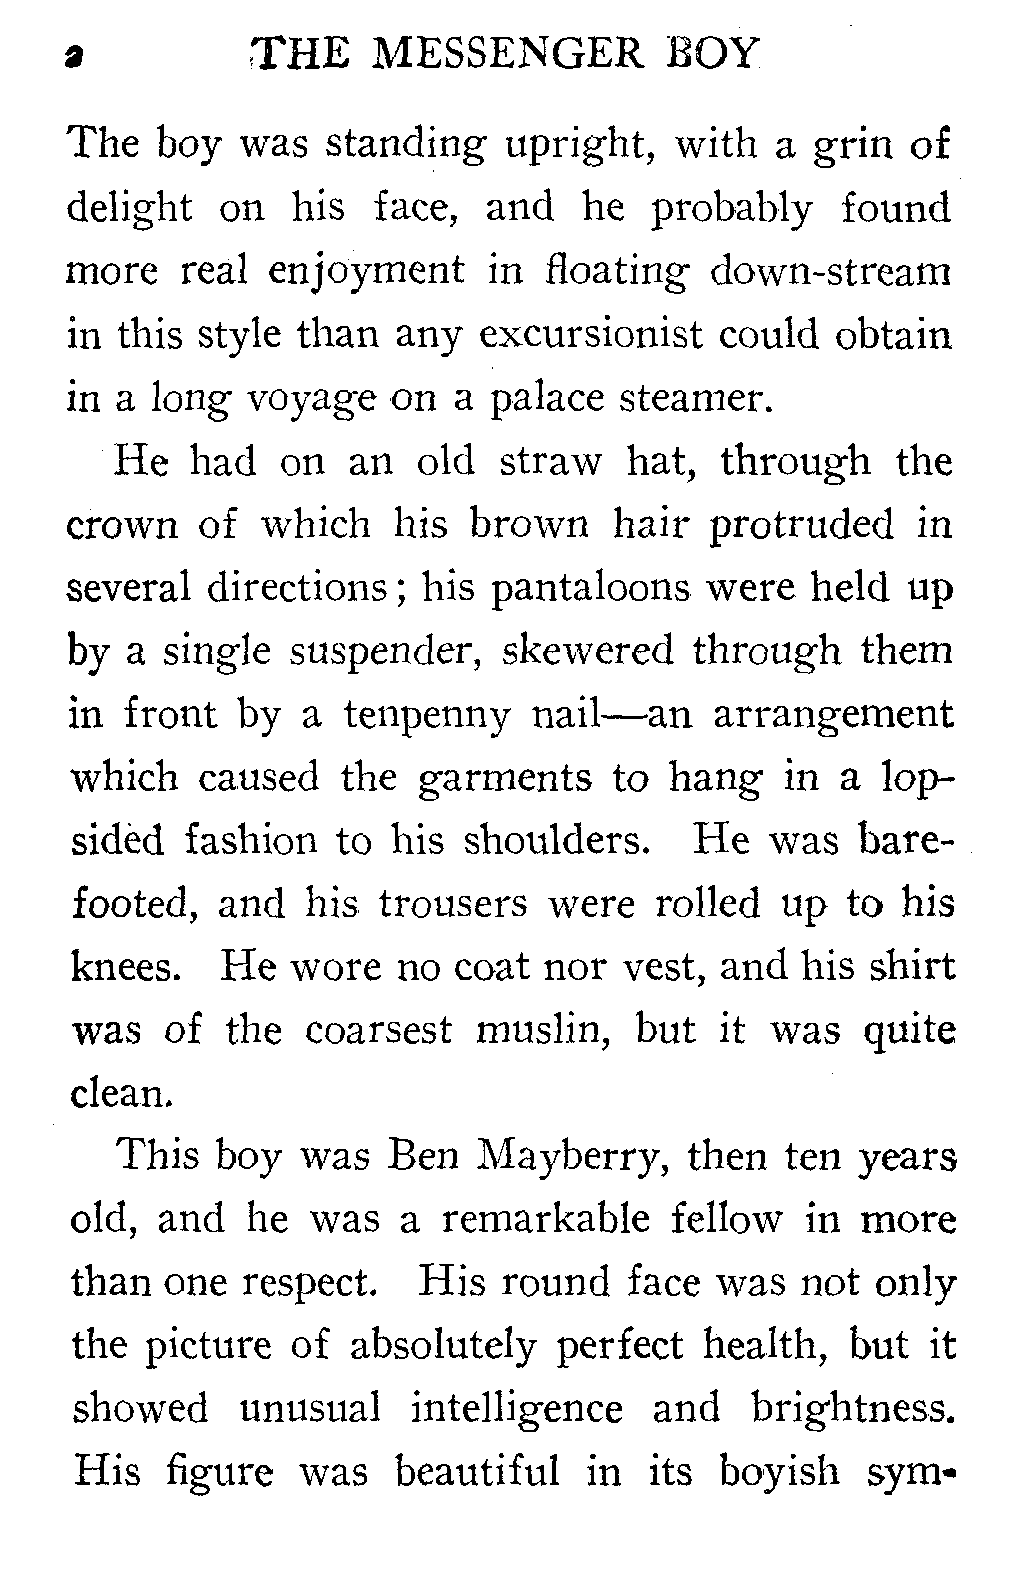 2 THE MESSENGER BOY
The boy was standing upright, with a grin of
delight on his face, and he probably found
more real enjoyment in floating down-stream
in this style than any excursionist could obtain
in a long voyage on a palace steamer.
He had on an old straw hat, through the
crown of which his brown hair protruded in
several directions; his pantaloons were held up
by a single suspender, skewered through them
in front by a tenpenny nail—an arrangement
which caused the garments to hang in a lop-
sided fashion to his shoulders. He was bare-
footed, and his trousers were rolled up to his
knees. He wore no coat nor vest, and his shirt
was of the coarsest muslin, but it was quite
clean.
This boy was Ben Mayberry, then ten years
old, and he was a remarkable fellow in more
than one respect. His round face was not only
the picture of absolutely perfect health, but it
showed unusual intelligence and brightness.
His figure was beautiful in its boyish sym-